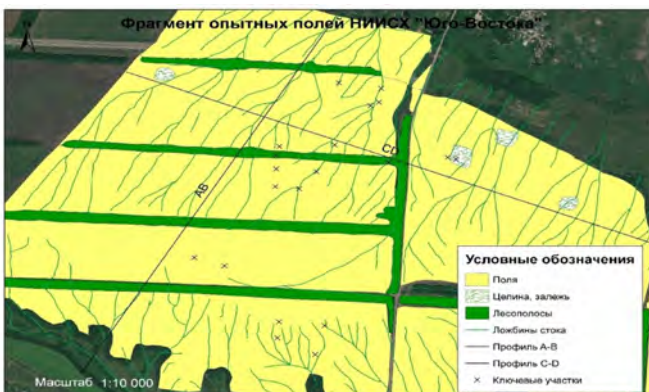 Фрагмент опытных полей НИИСХ "Юго-Востока"
CD
AB
Условные обозначения
Поля
Целина, залежь
Лесополосы
Ложбины стока
Профиль А-В
Профиль C-D
Ключевые участки
Масштаб 1:10 000